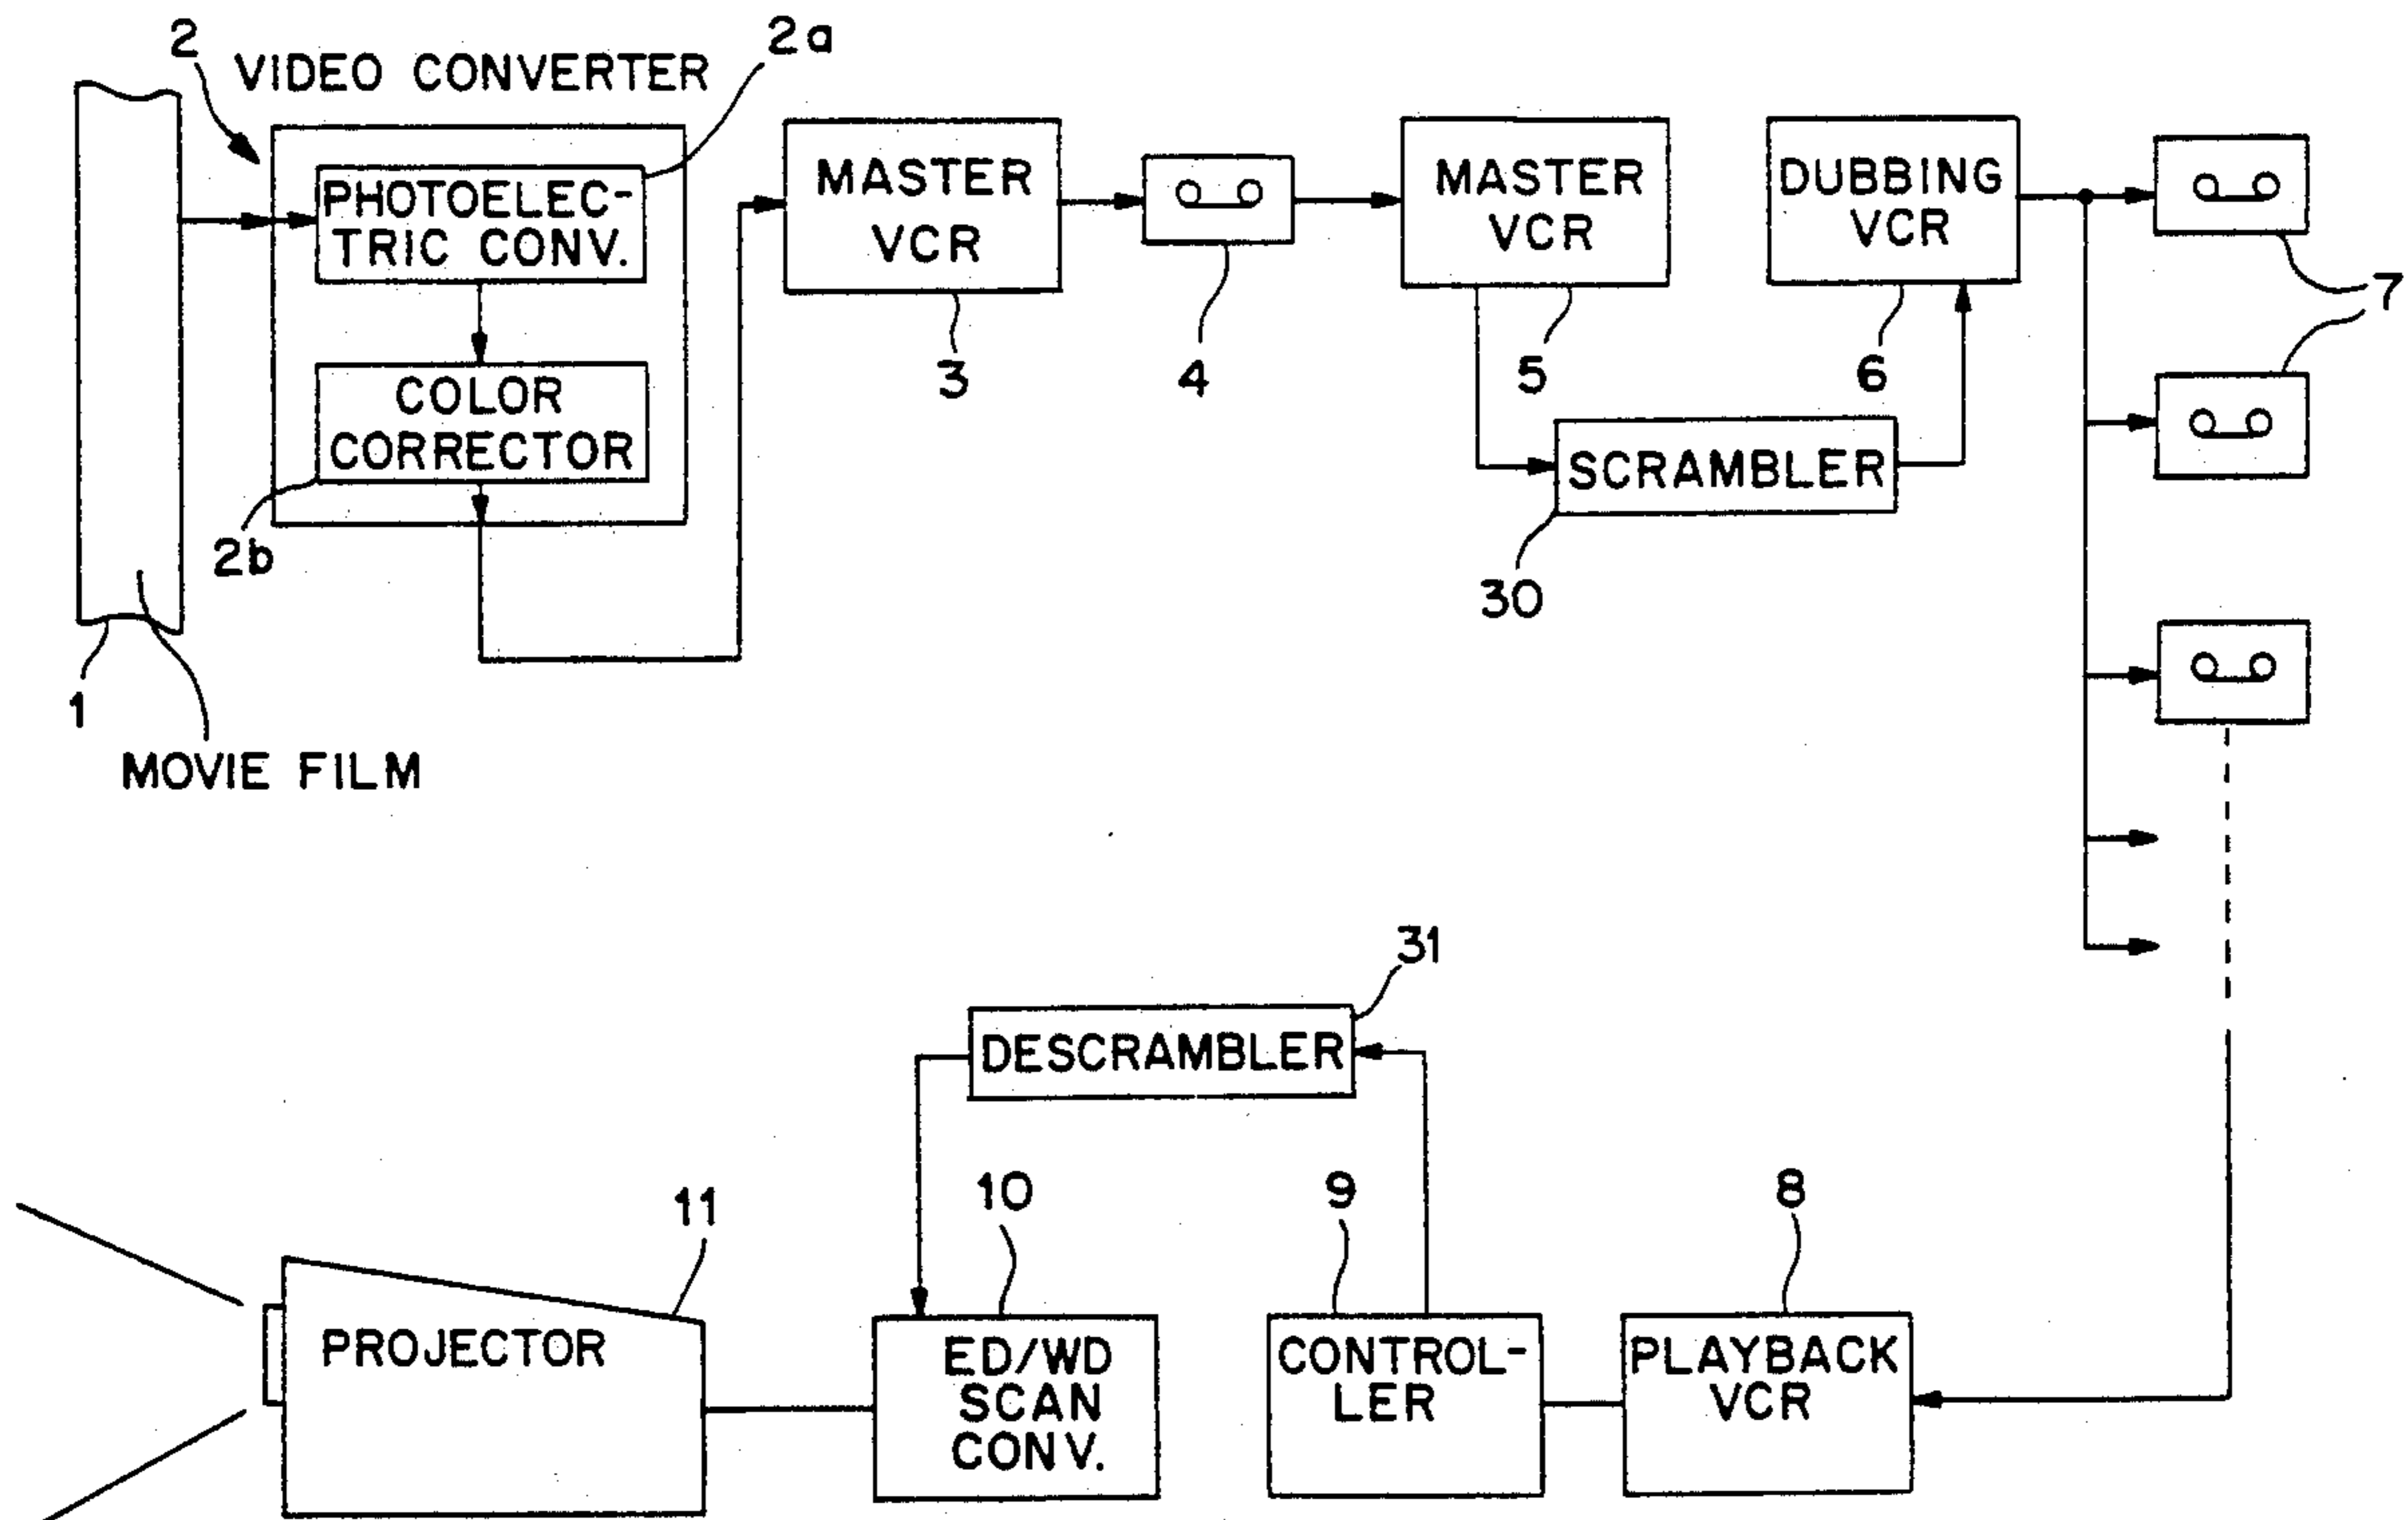 2
VIDEO CONVERTER
2a
PHOTOELEC-
TRIC CONV.
COLOR
CORRECTOR
2b
1
MOVIE FILM
MASTER
VCR
3
4
MASTER
VCR
5
DUBBING
VCR
6
SCRAMBLER
30
7
31
DESCRAMBLER
11
PROJECTOR
10
ED/WD
SCAN
CONV.
9
CONTROL-
LER
8
PLAYBACK
VCR